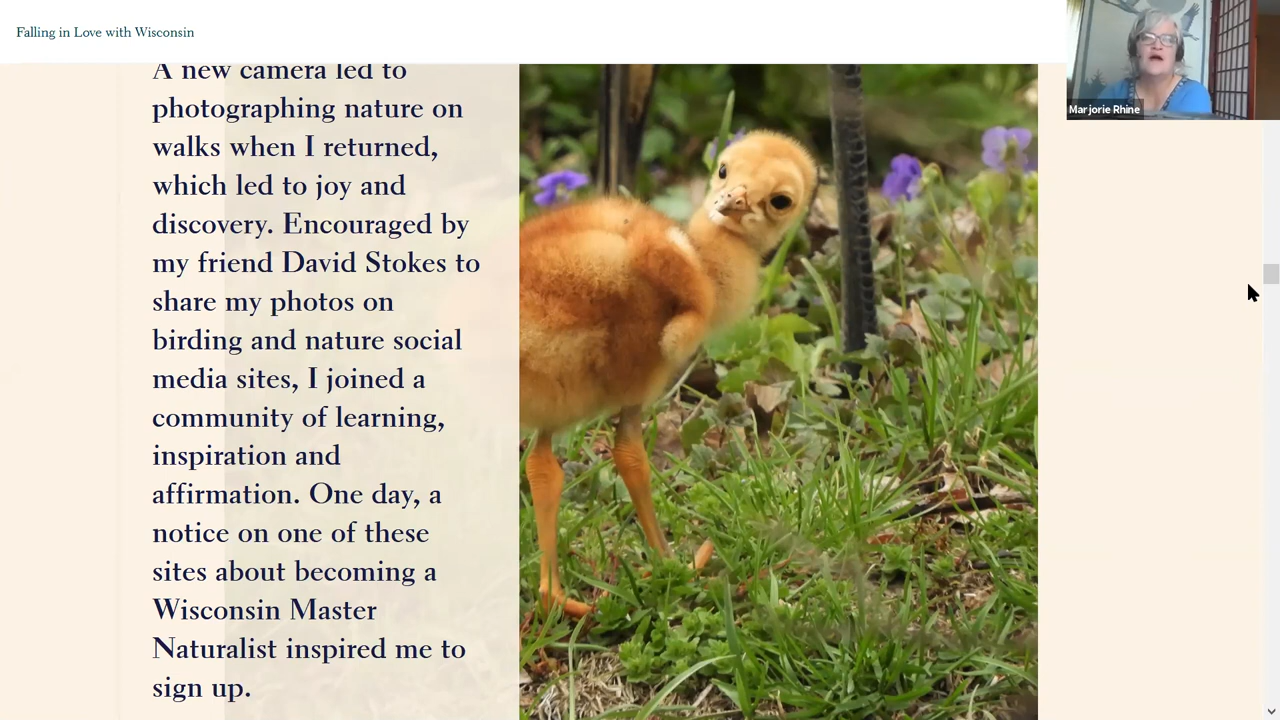 Falling in Love with Wisconsin
Marjorie Rhine
A new camera led to
photographing nature on
walks when I returned,
which led to joy and
discovery. Encouraged by
my friend David Stokes to
share my photos on
birding and nature social
media sites, I joined a
community of learning,
inspiration and
affirmation. One day, a
notice on one of these
sites about becoming a
Wisconsin Master
Naturalist inspired me to
sign up.